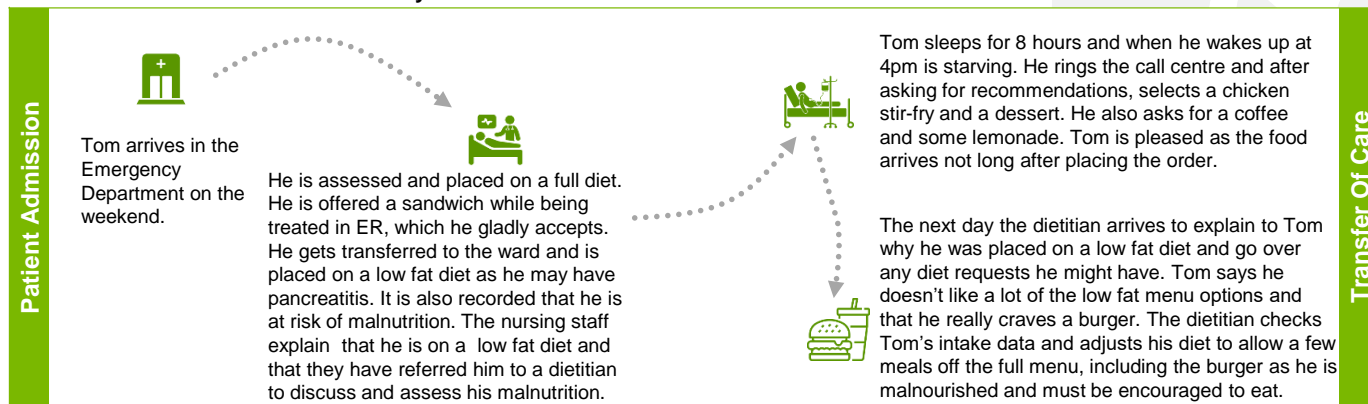 Patient Admission
Tom arrives in the
Emergency
Department on the
weekend.
He is assessed and placed on a full diet.
He is offered a sandwich while being
treated in ER, which he gladly accepts.
He gets transferred to the ward and is
placed on a low fat diet as he may have
pancreatitis. It is also recorded that he is
at risk of malnutrition. The nursing staff
explain that he is on a low fat diet and
that they have referred him to a dietitian
to discuss and assess his malnutrition.
Tom sleeps for 8 hours and when he wakes up at
4pm is starving. He rings the call centre and after
asking for recommendations, selects a chicken
stir-fry and a dessert. He also asks for a coffee
and some lemonade. Tom is pleased as the food
arrives not long after placing the order.
The next day the dietitian arrives to explain to Tom
why he was placed on a low fat diet and go over
any diet requests he might have. Tom says he
doesn't like a lot of the low fat menu options and
that he really craves a burger. The dietitian checks
Tom's intake data and adjusts his diet to allow a few
meals off the full menu, including the burger as he is
malnourished and must be encouraged to eat.
Transfer Of Care